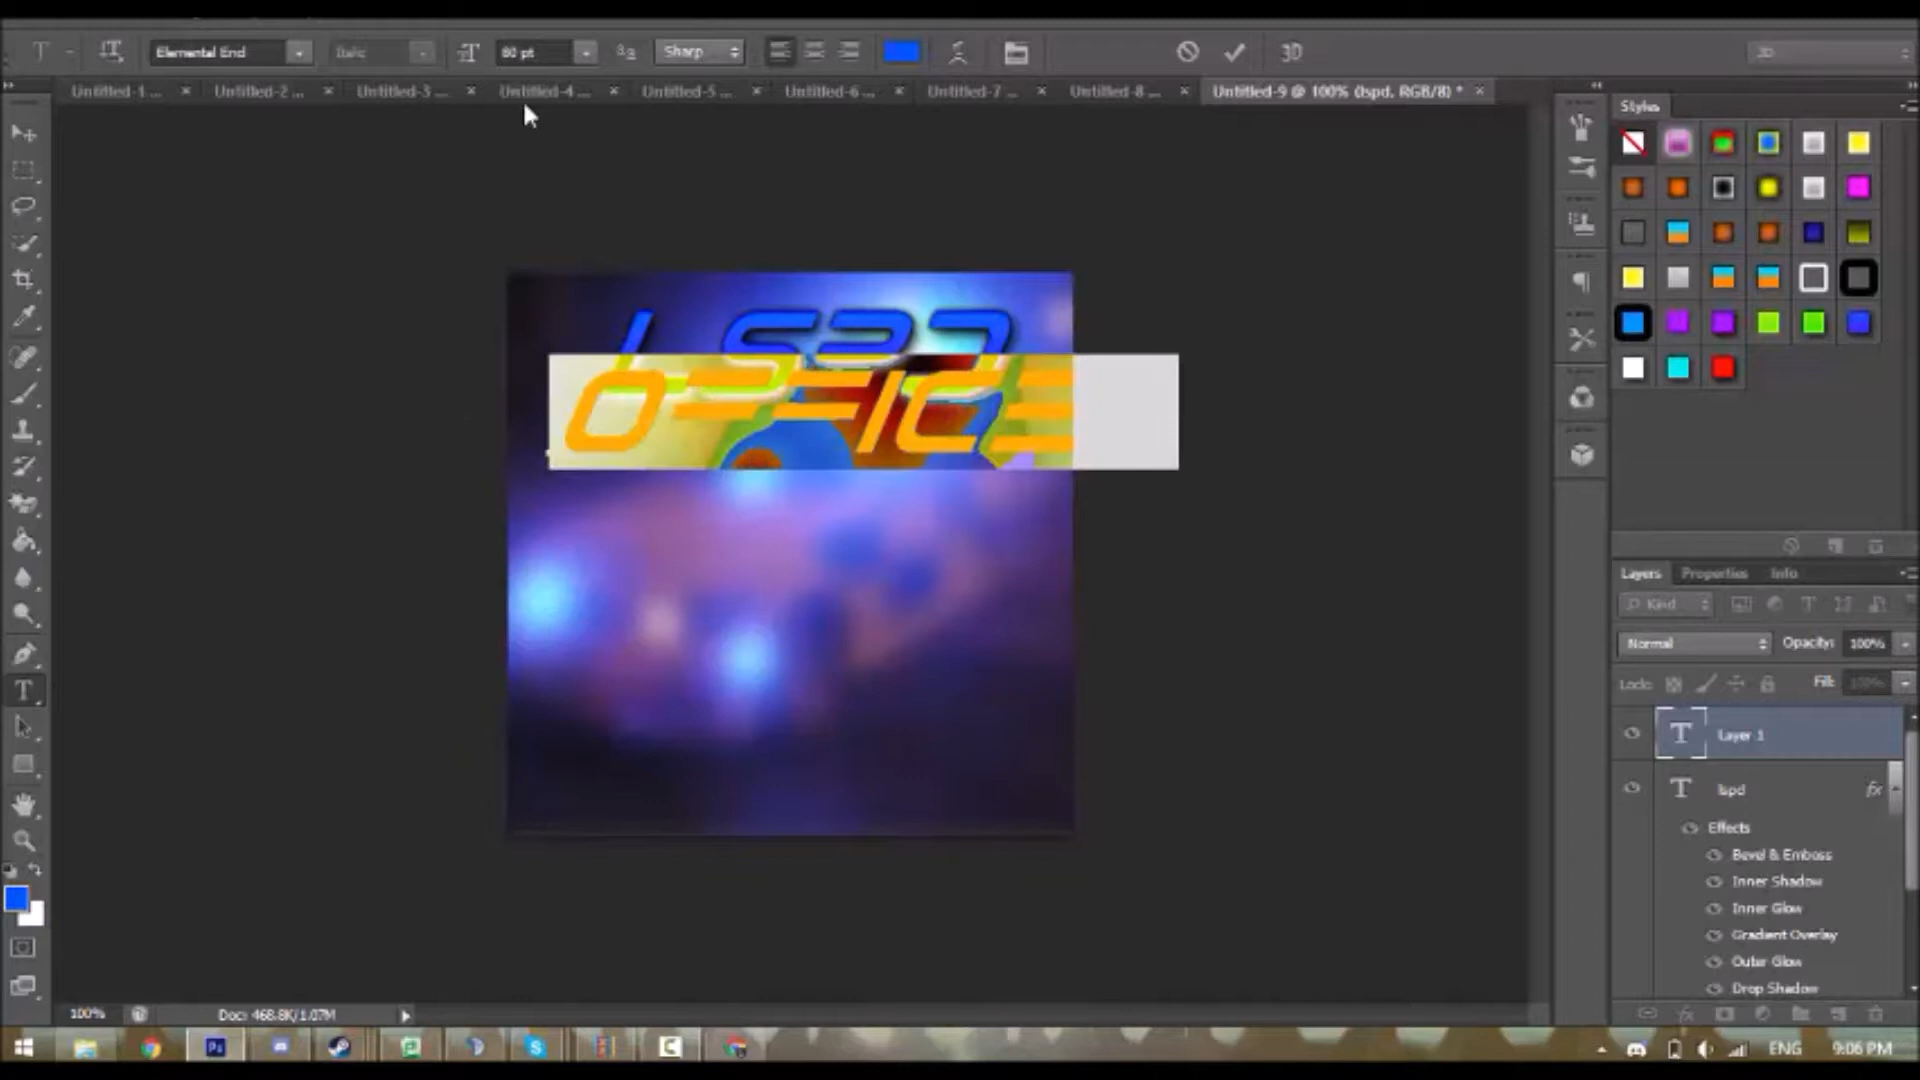 Elemental End Italic 80 pt aa Sharp 3D 3D
Untitled-1 ... Untitled-2 ... Untitled-3 ... Untitled-4 ... Untitled-5 ... Untitled-6 ... Untitled-7 ... Untitled-8 ... Untitled-9 @ 100% (lspd, RGB/8) *
Styles
LSPD
OFFICE
Layers Properties Info
Kind
Normal Opacity: 100%
Lock: Fill: 100%
Layer 1
lspd fx
Effects
Bevel & Emboss
Inner Shadow
Inner Glow
Gradient Overlay
Outer Glow
Drop Shadow
100% Doc: 468.8K/1.07M
ENG 9:06 PM